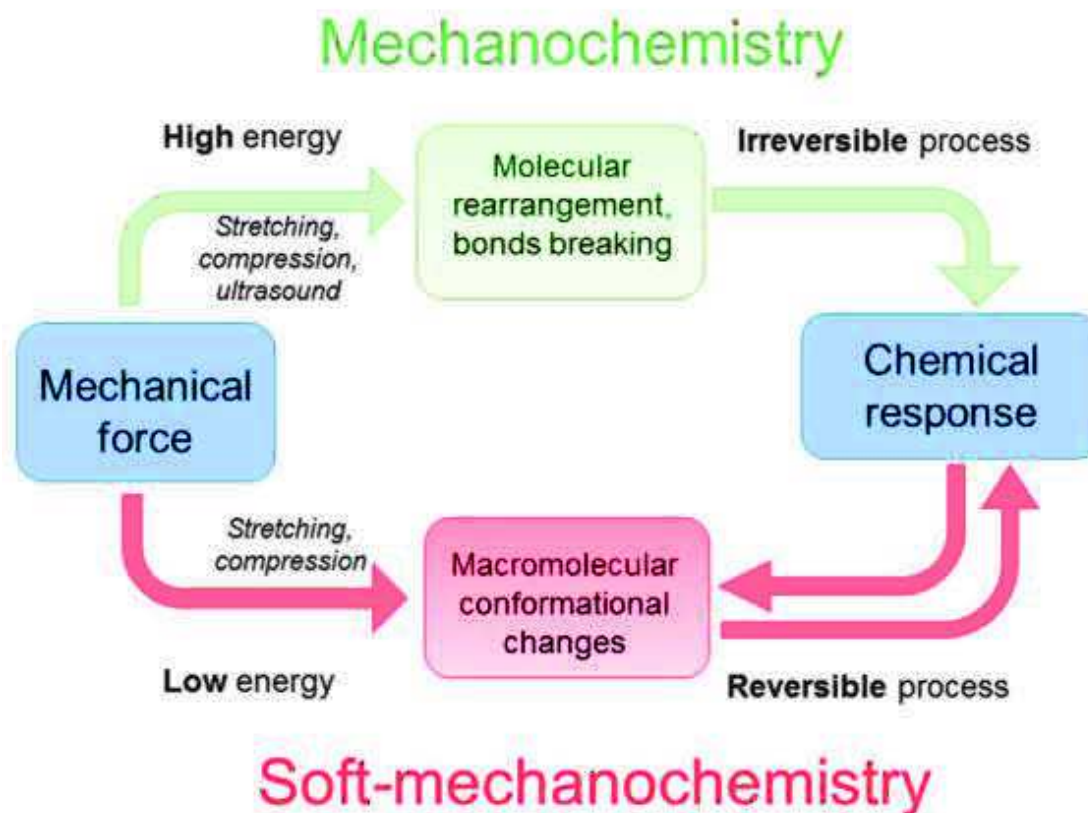 Mechanochemistry
High energy
Stretching,
compression,
ultrasound
Molecular
rearrangement,
bonds breaking
Irreversible process
Mechanical
force
Chemical
response
Stretching,
compression
Low energy
Macromolecular
conformational
changes
Reversible process
Soft-mechanochemistry